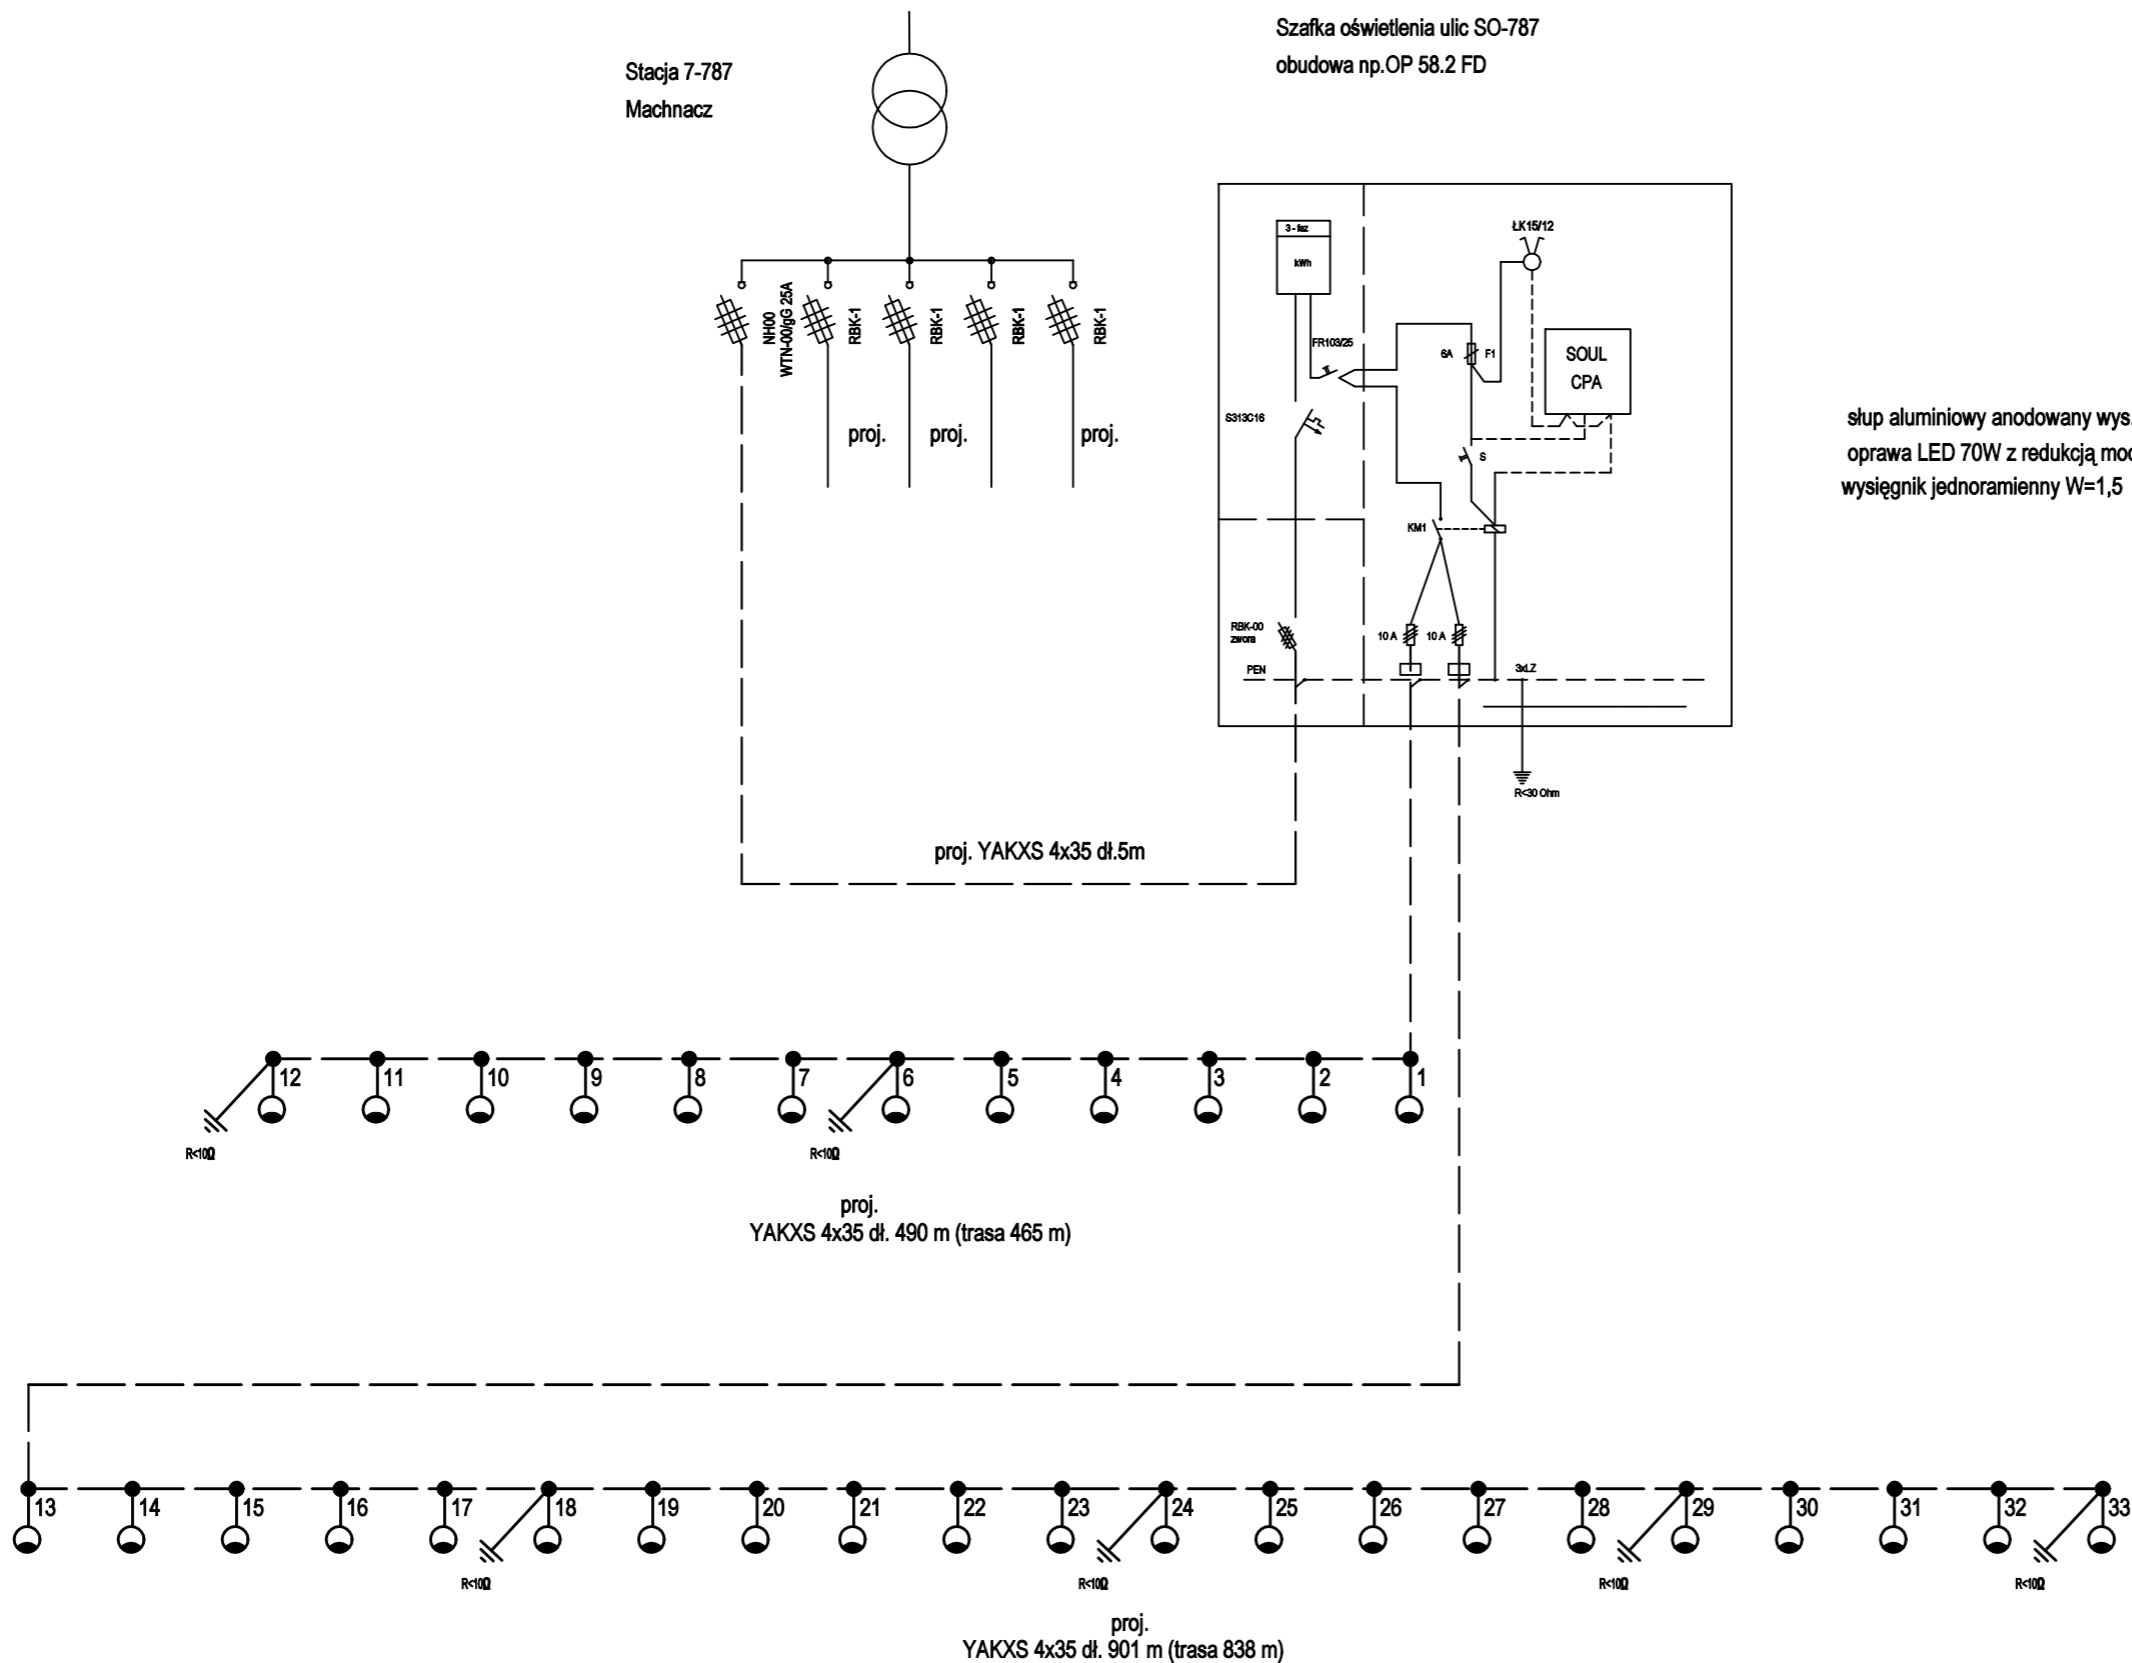 Stacja 7-787
Machnacz
Szafka oświetlenia ulic SO-787
obudowa np.OP 58.2 FD
NH00
WTN-00/gG 25A
RBK-1
RBK-1
RBK-1
RBK-1
proj.
proj.
proj.
3 - faz
kWh
ŁK15/12
FR103/25
6A
F1
SOUL
CPA
S313C16
S
KM1
RBK-00
zwora
10 A
10 A
PEN
3xLZ
R<30 Ohm
słup aluminiowy anodowany wys.
oprawa LED 70W z redukcją moc
wysięgnik jednoramienny W=1,5
proj. YAKXS 4x35 dł.5m
12 11 10 9 8 7 6 5 4 3 2 1
R<10Ω
R<10Ω
proj.
YAKXS 4x35 dł. 490 m (trasa 465 m)
13 14 15 16 17 18 19 20 21 22 23 24 25 26 27 28 29 30 31 32 33
R<10Ω
R<10Ω
R<10Ω
R<10Ω
proj.
YAKXS 4x35 dł. 901 m (trasa 838 m)